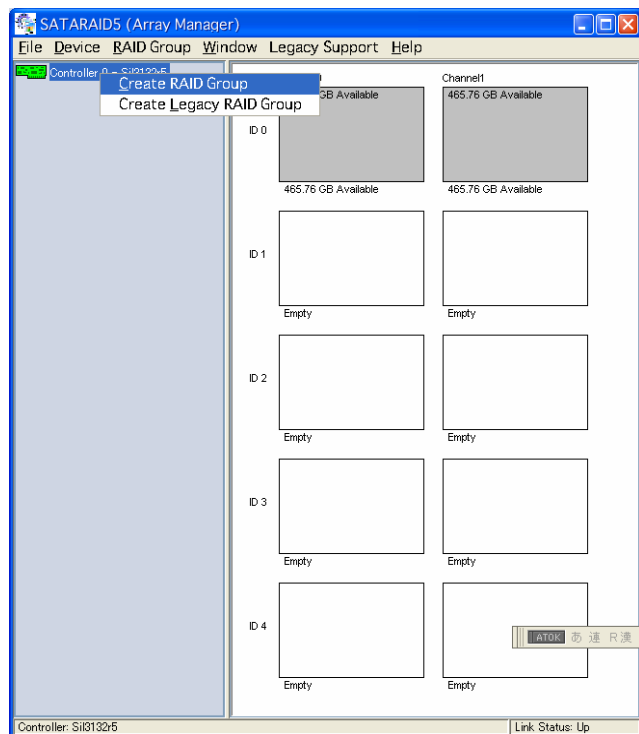 SATARAID5 (Array Manager)
File Device RAID Group Window Legacy Support Help
Controller 0 - SiI3132r5
Create RAID Group
Create Legacy RAID Group
Channel1
GB Available
465.76 GB Available
ID 0
465.76 GB Available
465.76 GB Available
ID 1
Empty
Empty
ID 2
Empty
Empty
ID 3
Empty
Empty
ID 4
ATOK あ 連 R漢
Empty
Empty
Controller: SiI3132r5
Link Status: Up